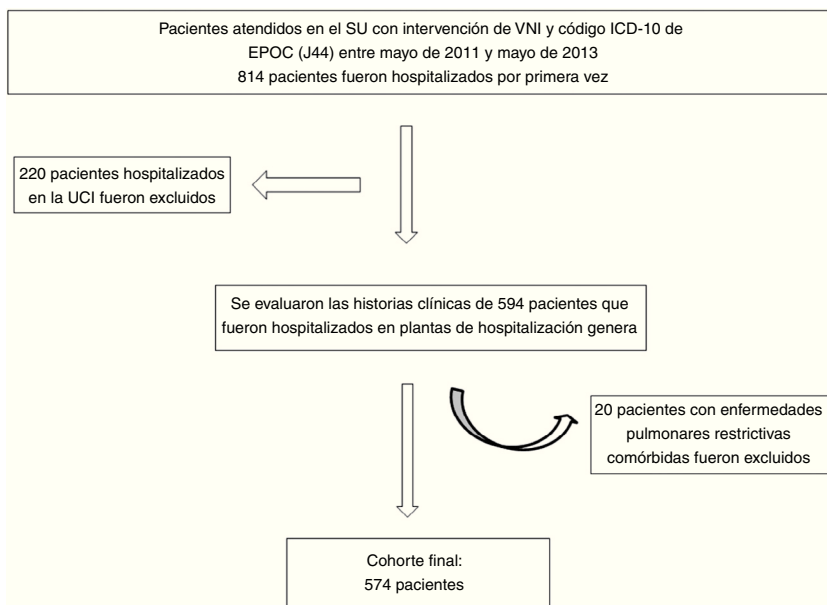 Pacientes atendidos en el SU con intervención de VNI y código ICD-10 de
EPOC (J44) entre mayo de 2011 y mayo de 2013
814 pacientes fueron hospitalizados por primera vez
220 pacientes hospitalizados
en la UCI fueron excluidos
Se evaluaron las historias clínicas de 594 pacientes que
fueron hospitalizados en plantas de hospitalización genera
20 pacientes con enfermedades
pulmonares restrictivas
comórbidas fueron excluidos
Cohorte final:
574 pacientes